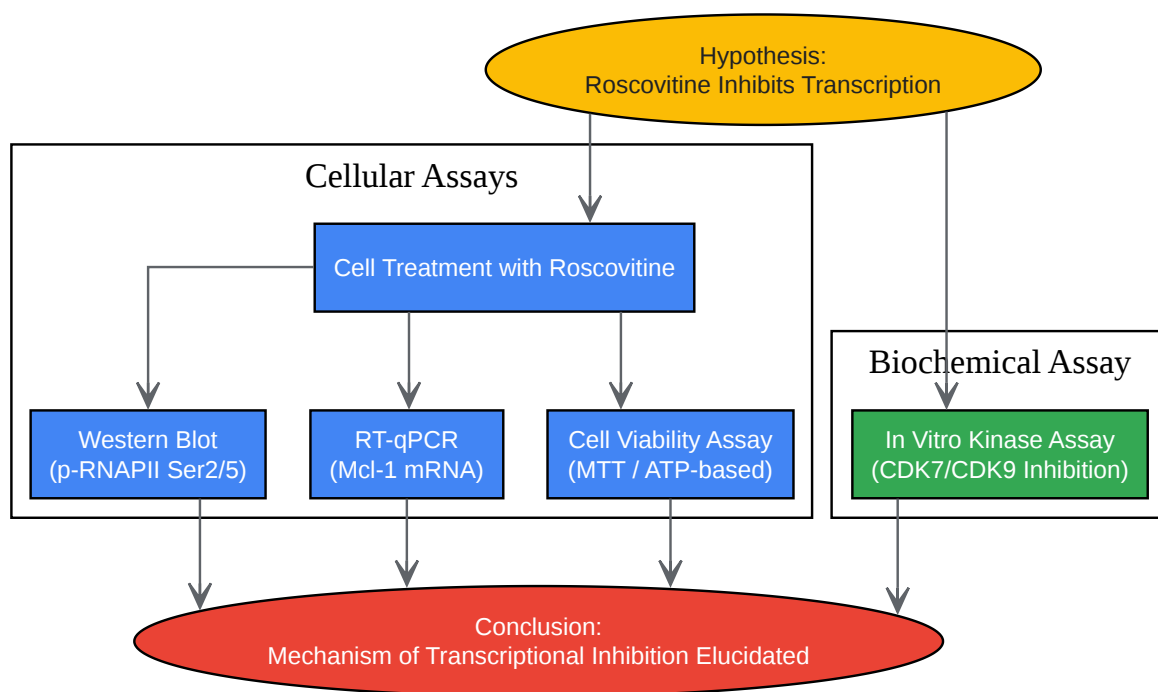 Hypothesis:
Roscovitine Inhibits Transcription
Cellular Assays
Cell Treatment with Roscovitine
Biochemical Assay
Western Blot
(p-RNAPII Ser2/5)
RT-qPCR
(Mcl-1 mRNA)
Cell Viability Assay
(MTT / ATP-based)
In Vitro Kinase Assay
(CDK7/CDK9 Inhibition)
Conclusion:
Mechanism of Transcriptional Inhibition Elucidated